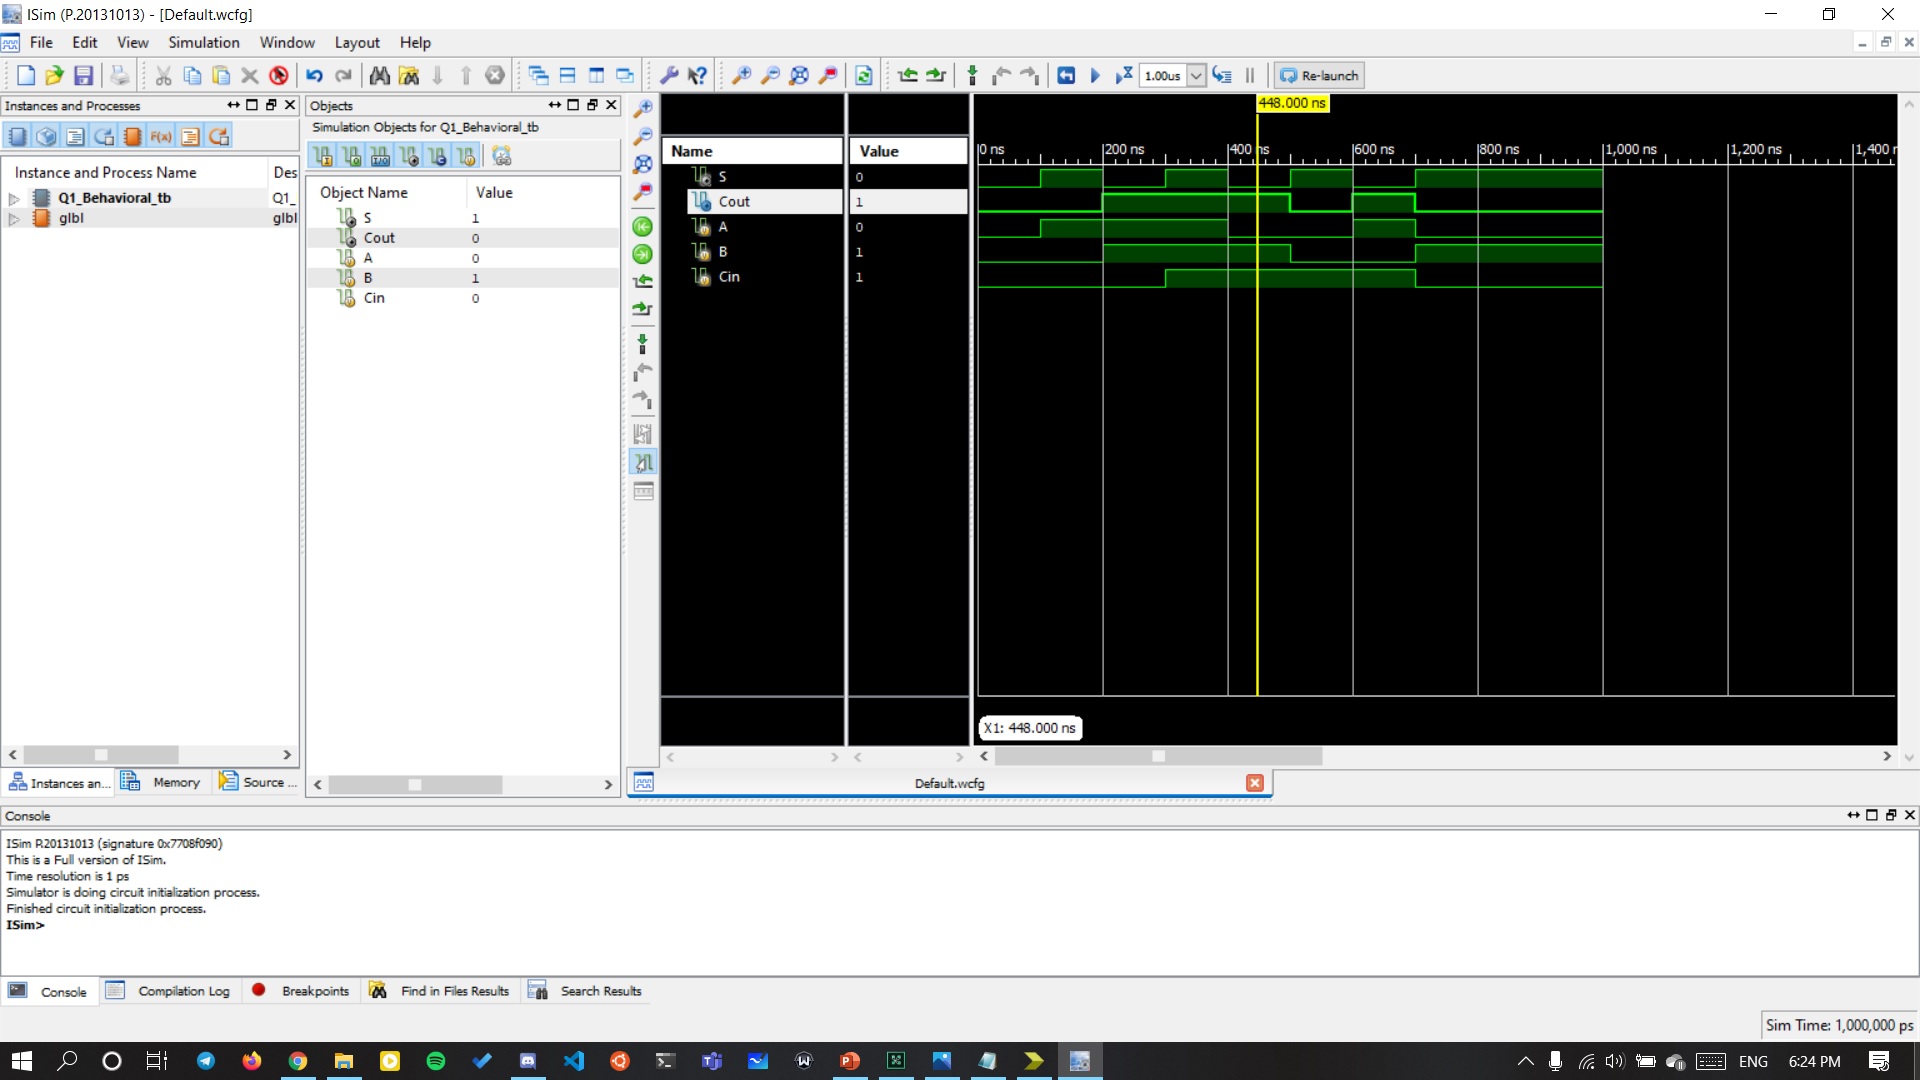 ISim (P.20131013) - [Default.wcfg]
File Edit View Simulation Window Layout Help
1.00us
Re-launch
Instances and Processes
Instance and Process Name Des
Q1_Behavioral_tb Q1_
glbl glbl
Instances an... Memory Source ...
Objects
Simulation Objects for Q1_Behavioral_tb
Object Name Value
S 1
Cout 0
A 0
B 1
Cin 0
448.000 ns
Name Value
S 0
Cout 1
A 0
B 1
Cin 1
0 ns 200 ns 400 ns 600 ns 800 ns 1,000 ns 1,200 ns 1,400 n
X1: 448.000 ns
Default.wcfg
Console
ISim P.20131013 (signature 0x7708f090)
This is a Full version of ISim.
Time resolution is 1 ps
Simulator is doing circuit initialization process.
Finished circuit initialization process.
ISim>
Console Compilation Log Breakpoints Find in Files Results Search Results
Sim Time: 1,000,000 ps
ENG 6:24 PM